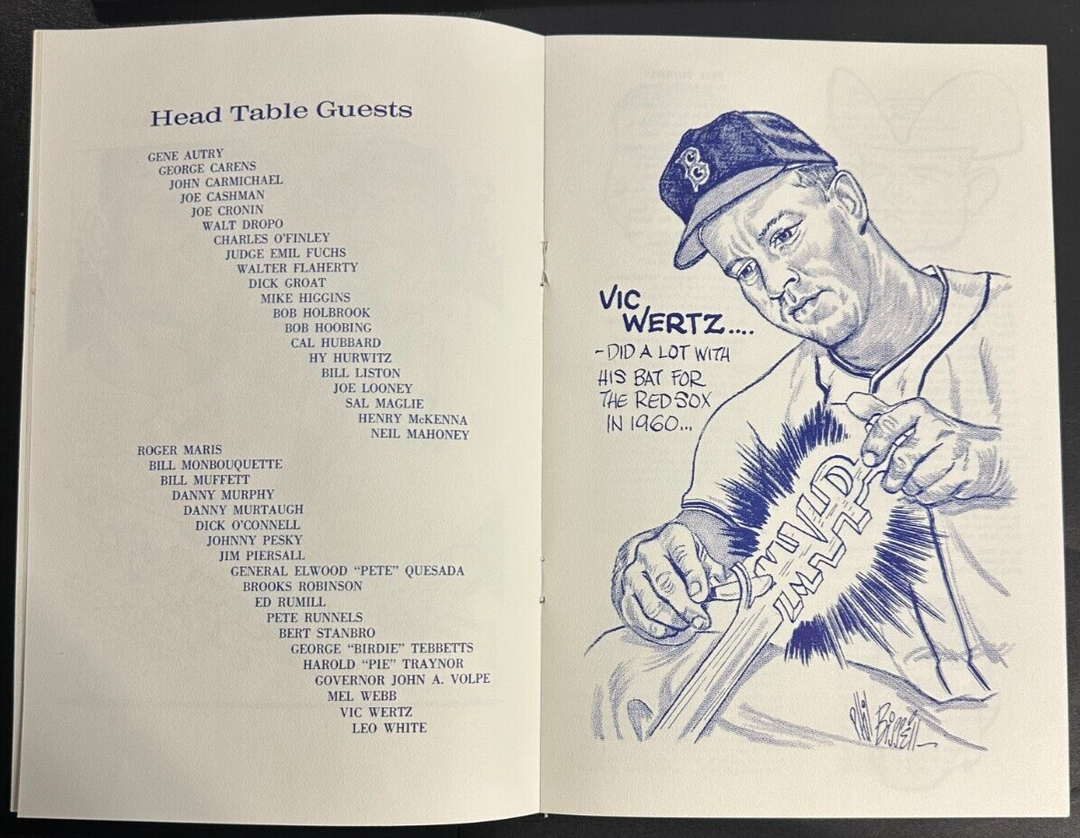 Head Table Guests
GENE AUTRY
GEORGE CARENS
JOHN CARMICHAEL
JOE CASHMAN
JOE CRONIN
WALT DROPO
CHARLES O'FINLEY
JUDGE EMIL FUCHS
WALTER FLAHERTY
DICK GROAT
MIKE HIGGINS
BOB HOLBROOK
BOB HOOBING
CAL HUBBARD
HY HURWITZ
BILL LISTON
JOE LOONEY
SAL MAGLIE
HENRY McKENNA
NEIL MAHONEY
ROGER MARIS
BILL MONBOUQUETTE
BILL MUFFETT
DANNY MURPHY
DANNY MURTAUGH
DICK O'CONNELL
JOHNNY PESKY
JIM PIERSALL
GENERAL ELWOOD "PETE" QUESADA
BROOKS ROBINSON
ED RUMILL
PETE RUNNELS
BERT STANBRO
GEORGE "BIRDIE" TEBBETTS
HAROLD "PIE" TRAYNOR
GOVERNOR JOHN A. VOLPE
MEL WEBB
VIC WERTZ
LEO WHITE
B
VIC
WERTZ....
-DID A LOT WITH
HIS BAT FOR
THE RED SOX
IN 1960...
Phil Bissell